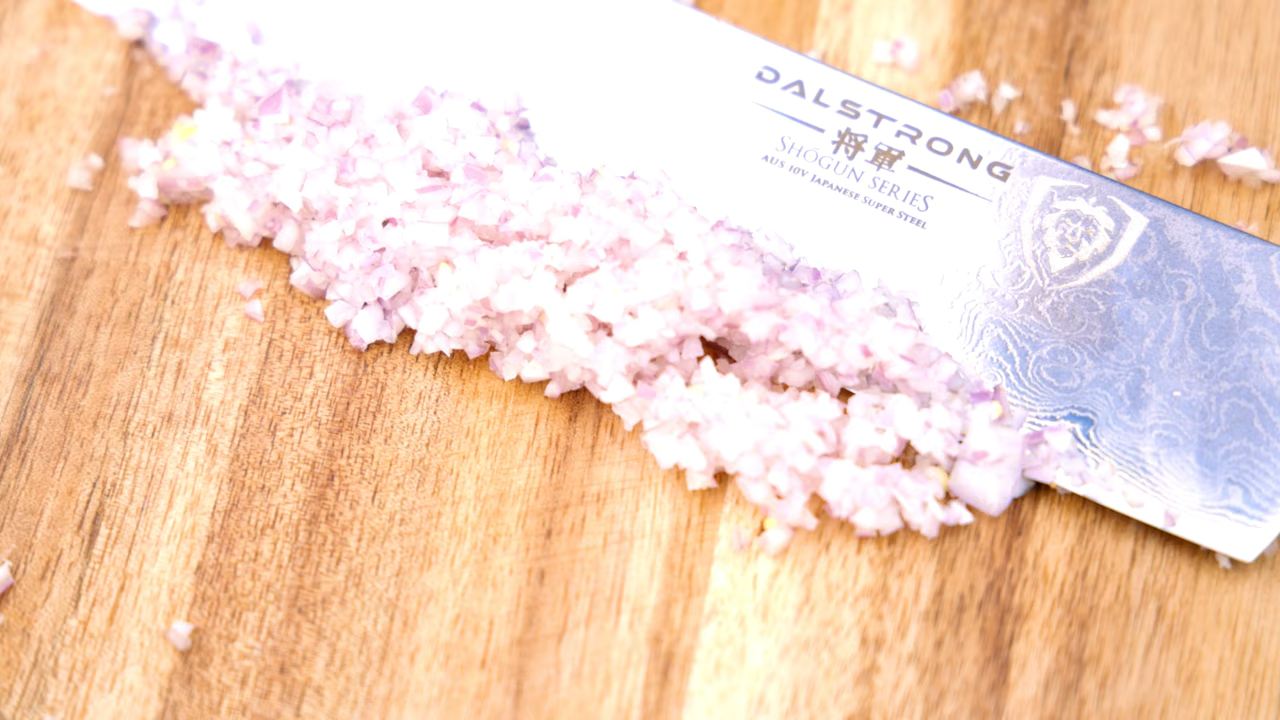 DALSTRONG
将軍
SHOGUN SERIES
AUS 10V JAPANESE SUPER STEEL